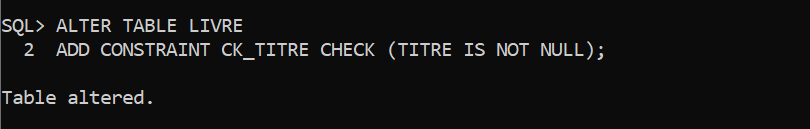 SQL> ALTER TABLE LIVRE
  2  ADD CONSTRAINT CK_TITRE CHECK (TITRE IS NOT NULL);
Table altered.